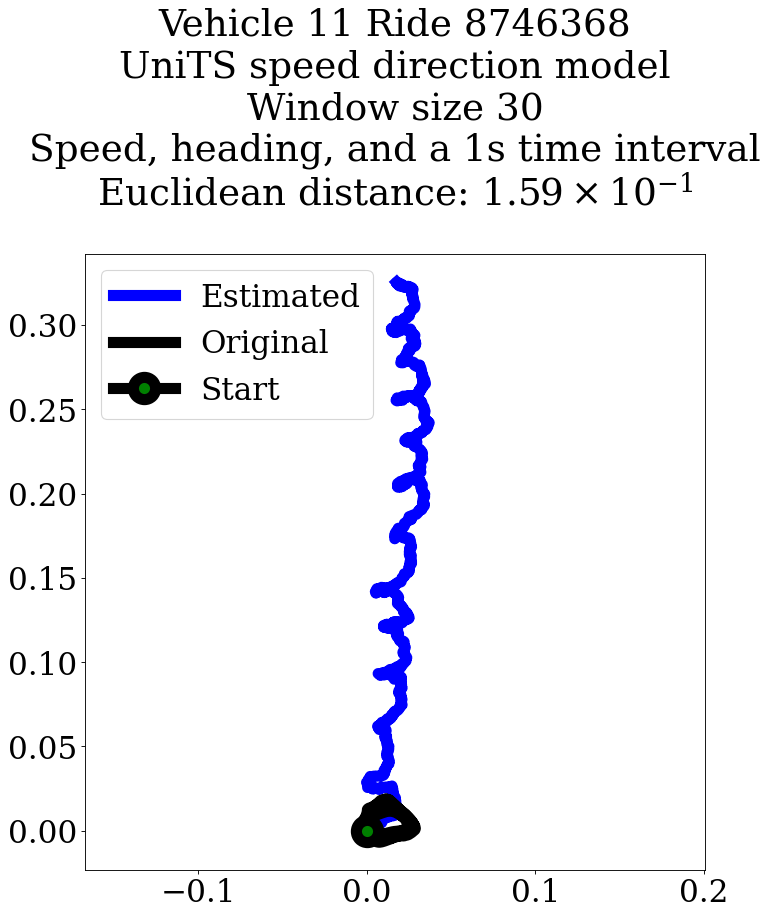 Vehicle 11 Ride 8746368
UniTS speed direction model
Window size 30
Speed, heading, and a 1s time interval
Euclidean distance: 1.59 × 10⁻¹
Estimated
Original
Start
0.30
0.25
0.20
0.15
0.10
0.05
0.00
−0.1 0.0 0.1 0.2